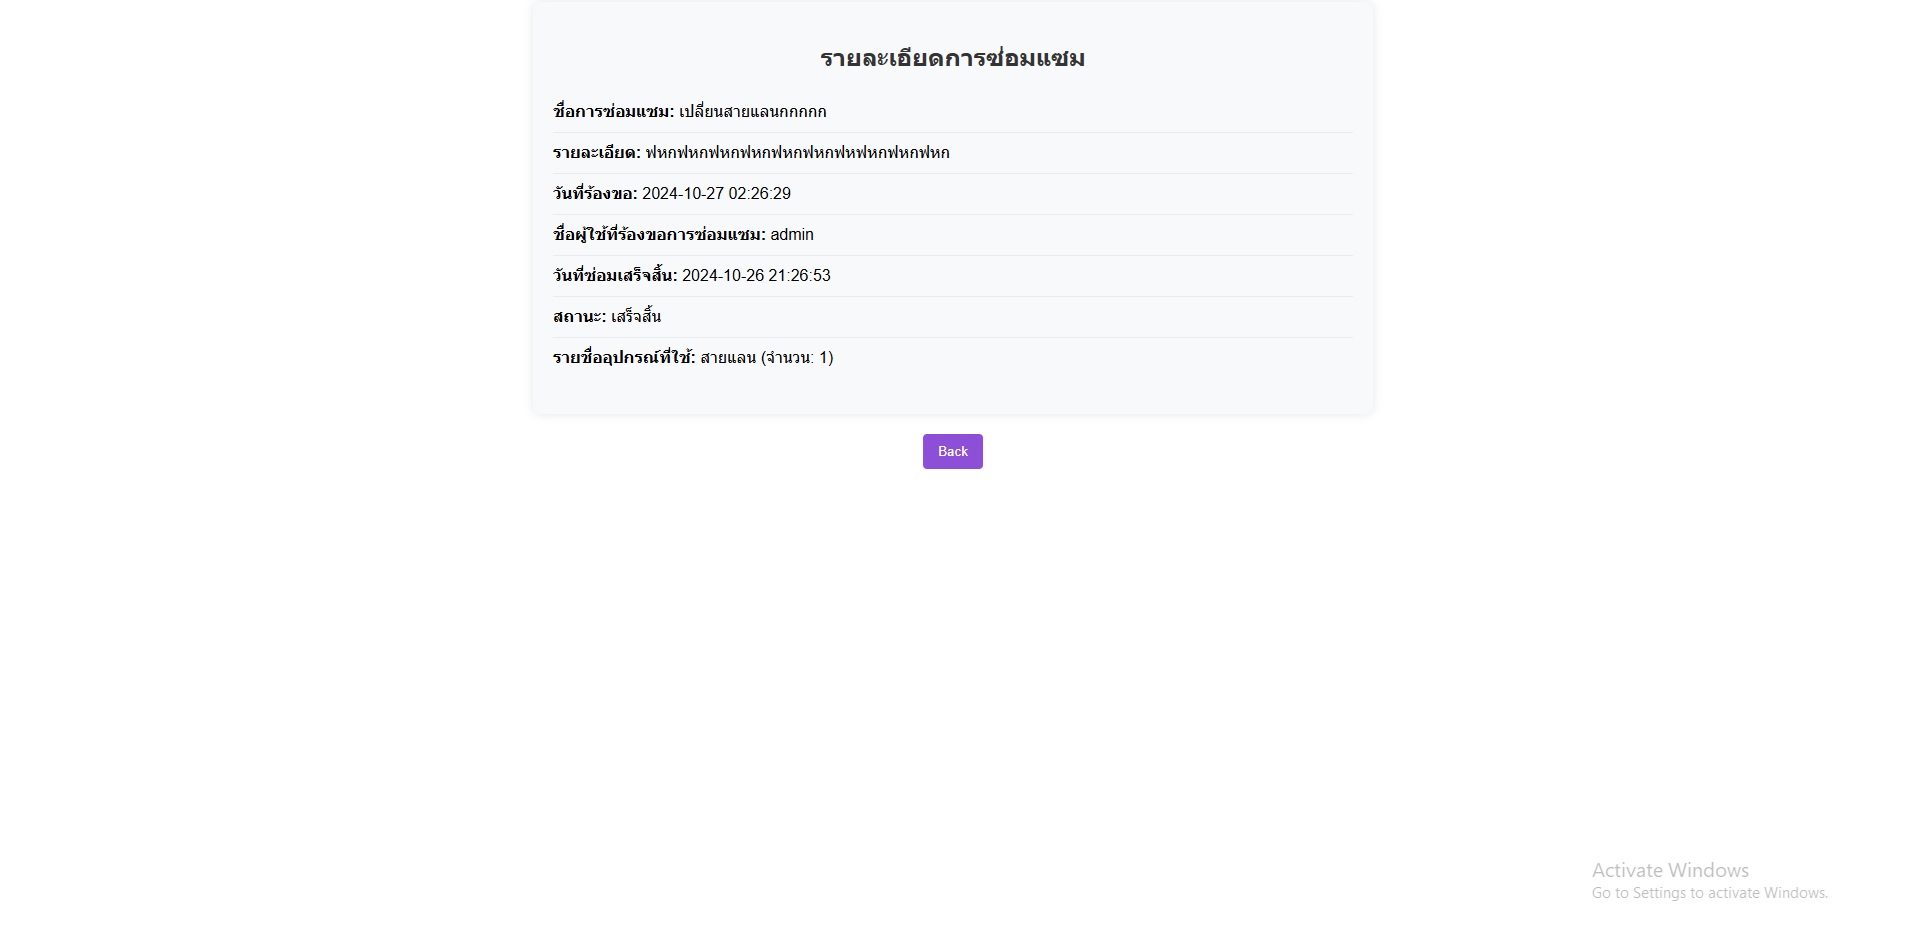 รายละเอียดการซ่อมแซม
ชื่อการซ่อมแซม: เปลี่ยนสายแลนกกกกก
รายละเอียด: ฟหกฟหกฟหกฟหกฟหกฟหกฟหฟหกฟหกฟหก
วันที่ร้องขอ: 2024-10-27 02:26:29
ชื่อผู้ใช้ที่ร้องขอการซ่อมแซม: admin
วันที่ซ่อมเสร็จสิ้น: 2024-10-26 21:26:53
สถานะ: เสร็จสิ้น
รายชื่ออุปกรณ์ที่ใช้: สายแลน (จำนวน: 1)
Back
Activate Windows
Go to Settings to activate Windows.